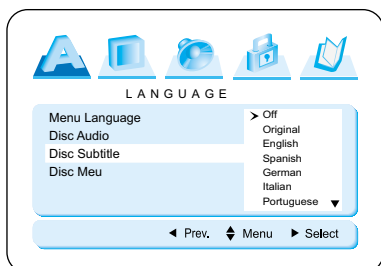 LANGUAGE
Menu Language
Disc Audio
Disc Subtitle
Disc Meu
Off
Original
English
Spanish
German
Italian
Portuguese
Prev. Menu Select